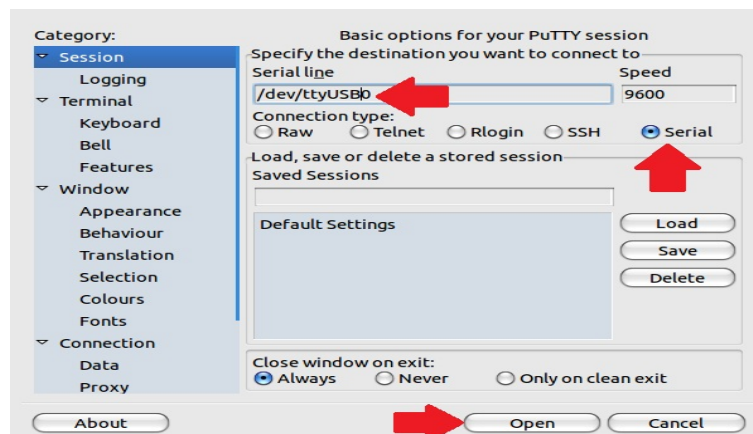 Category:
Session
Logging
Terminal
Keyboard
Bell
Features
Window
Appearance
Behaviour
Translation
Selection
Colours
Fonts
Connection
Data
Proxy
About
Basic options for your PuTTY session
Specify the destination you want to connect to
Serial line Speed
/dev/ttyUSB0 9600
Connection type:
Raw Telnet Rlogin SSH Serial
Load, save or delete a stored session
Saved Sessions
Default Settings
Load
Save
Delete
Close window on exit:
Always Never Only on clean exit
Open Cancel